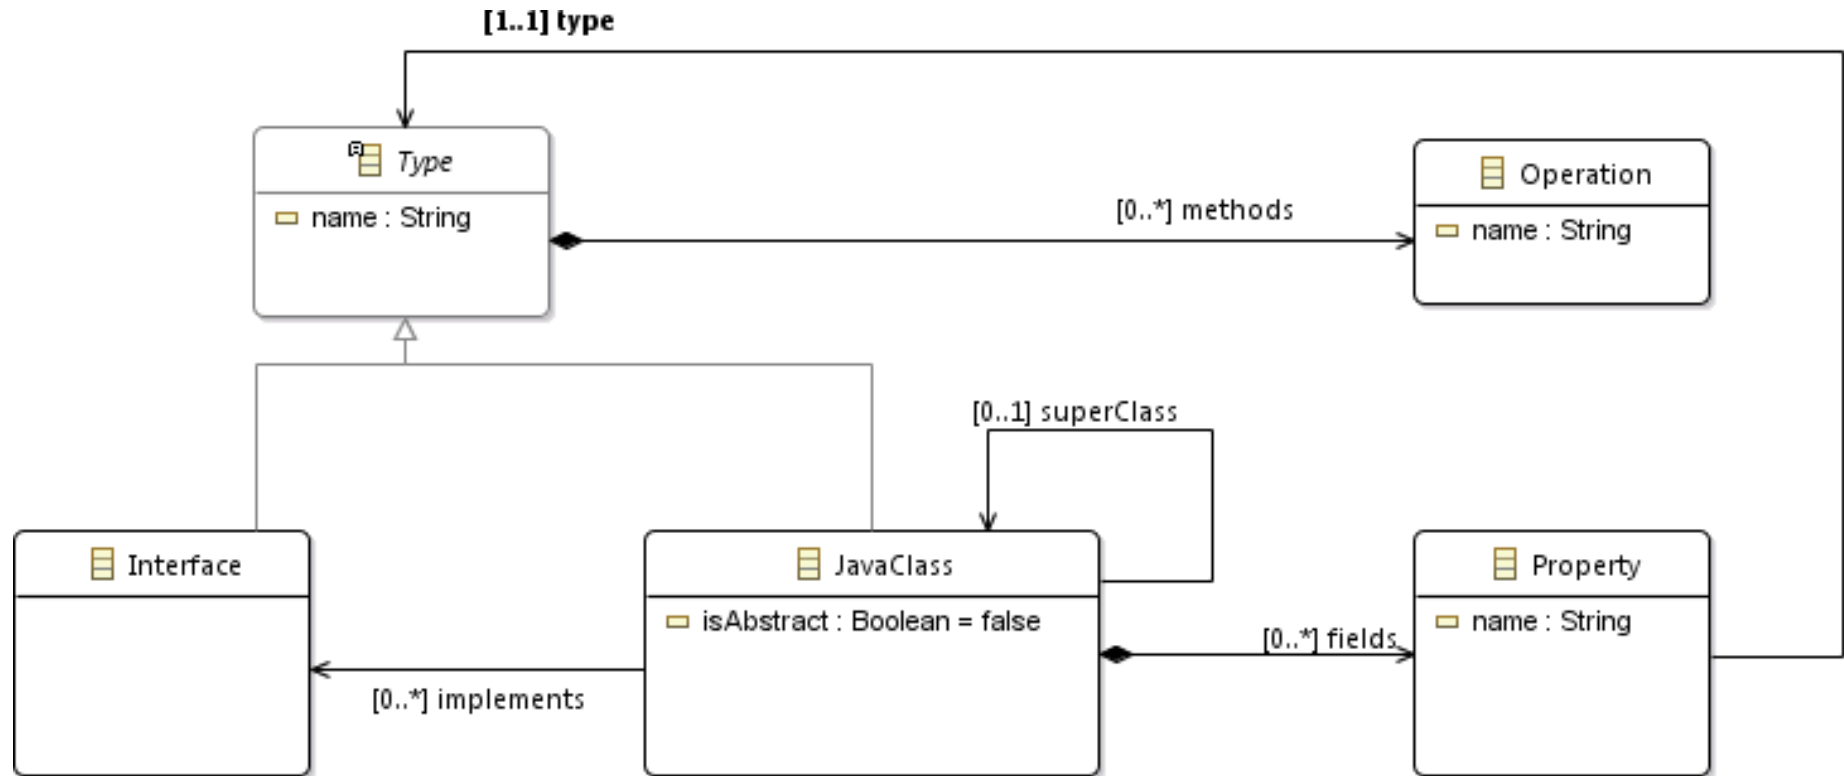 [1..1] type
Type
name : String
Operation
name : String
[0..*] methods
[0..1] superClass
Interface
JavaClass
isAbstract : Boolean = false
Property
name : String
[0..*] fields
[0..*] implements